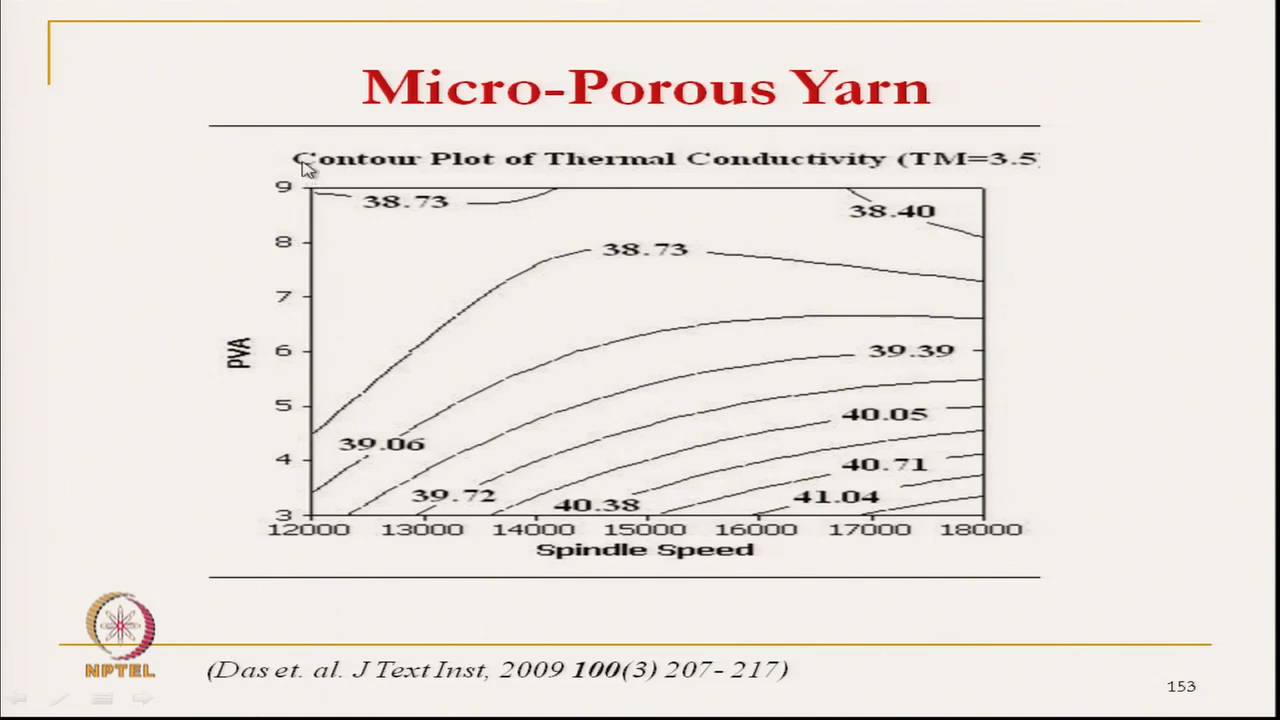 Micro-Porous Yarn
Contour Plot of Thermal Conductivity (TM=3.5
9
38.73
38.40
8
38.73
7
PVA
6
39.39
5
40.05
39.06
4
40.71
39.72
40.38
41.04
3
12000 13000 14000 15000 16000 17000 18000
Spindle Speed
NPTEL
(Das et. al. J Text Inst, 2009 100(3) 207-217)
153